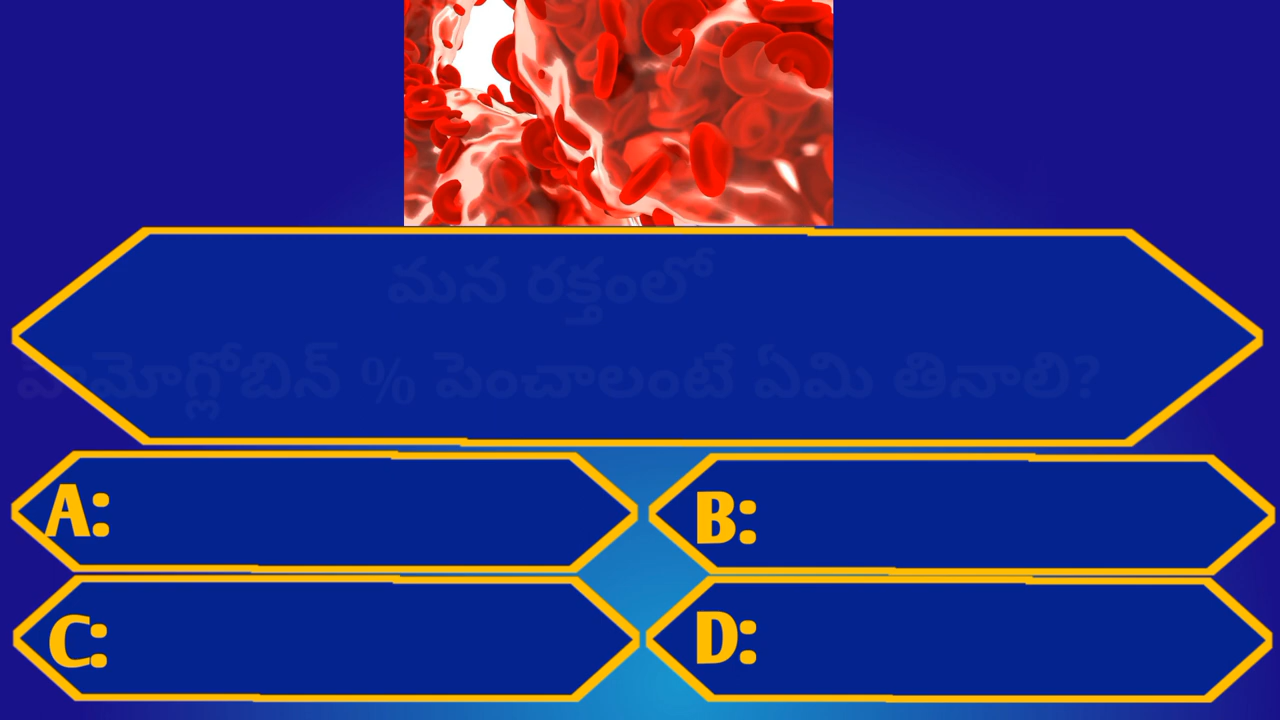 మన రక్తంలో
హిమోగ్లోబిన్ % పెంచాలంటే ఏమి తినాలి?
A:
B:
C:
D: